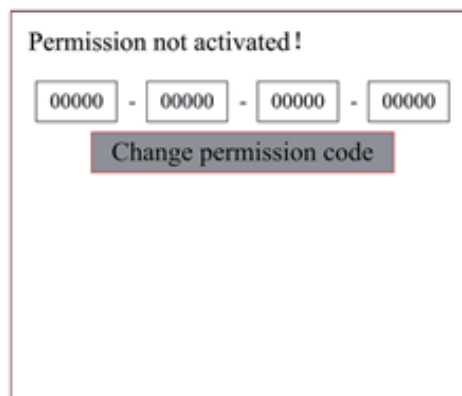 Permission not activated!
00000 - 00000 - 00000 - 00000
Change permission code